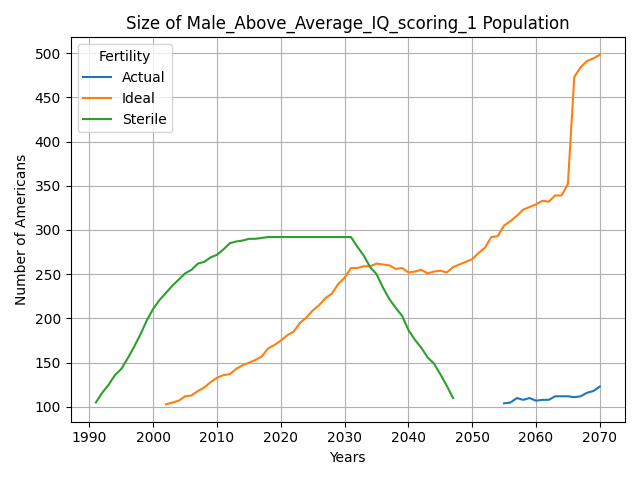 Size of Male_Above_Average_IQ_scoring_1 Population
Fertility
Actual
Ideal
Sterile
Number of Americans
500
450
400
350
300
250
200
150
100
1990 2000 2010 2020 2030 2040 2050 2060 2070
Years